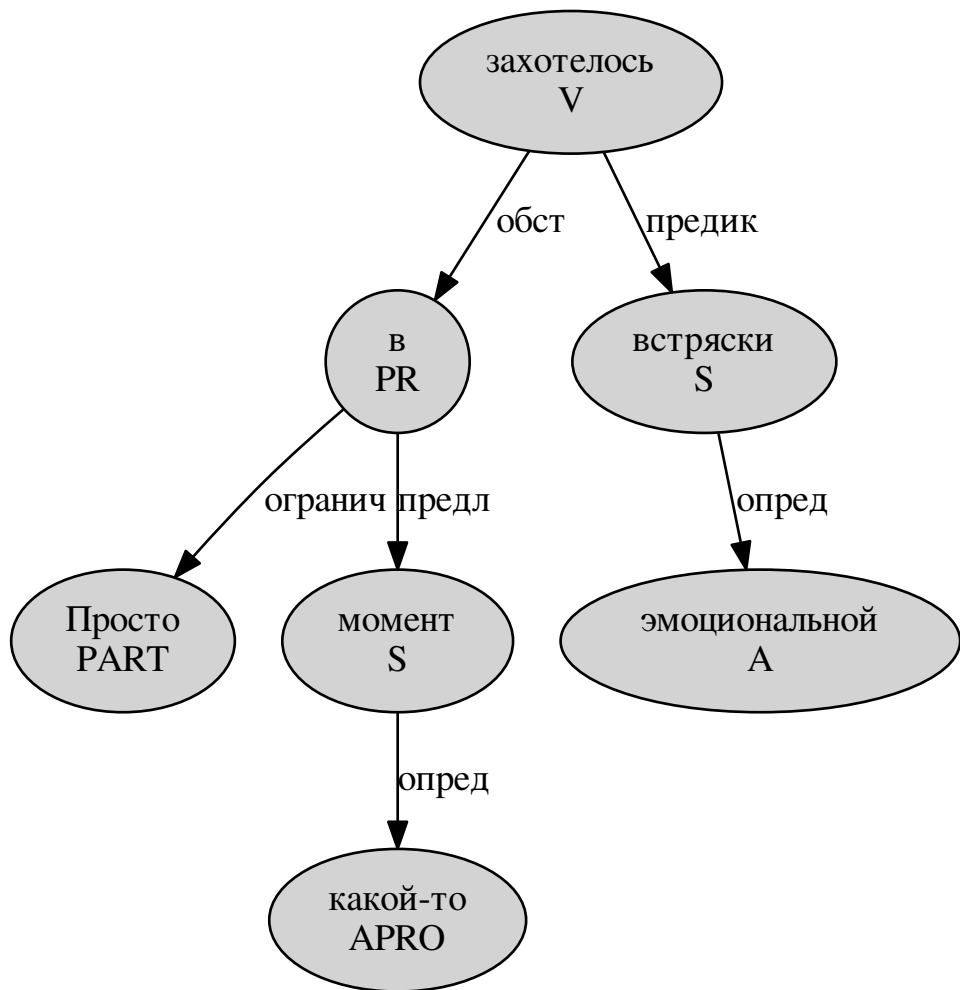 захотелось
V
обст
предик
в
PR
встряски
S
огранич
предл
опред
Просто
PART
момент
S
эмоциональной
A
опред
какой-то
APRO